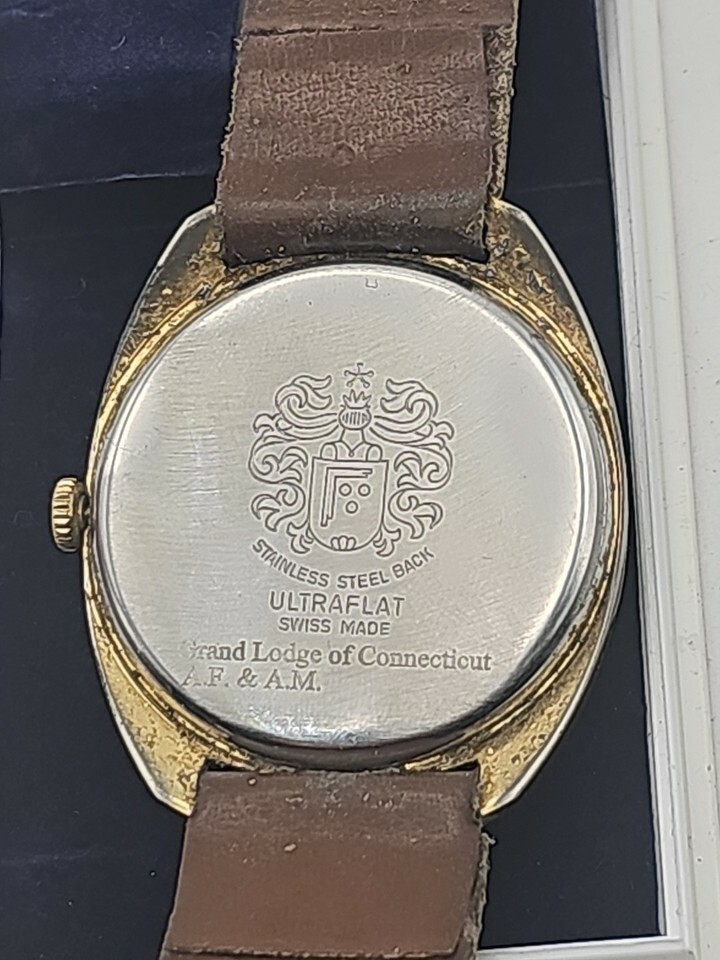 STAINLESS STEEL BACK
ULTRAFLAT
SWISS MADE
Grand Lodge of Connecticut
A.F. & A.M.